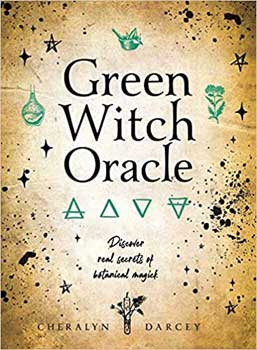 Green
Witch
Oracle
Discover
real secrets of
botanical magick
CHERALYN DARCEY